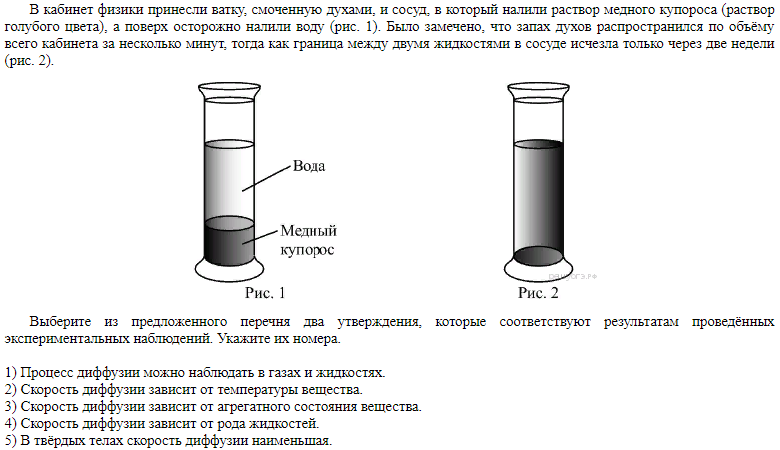 В кабинет физики принесли ватку, смоченную духами, и сосуд, в который налили раствор медного купороса (раствор
голубого цвета), а поверх осторожно налили воду (рис. 1). Было замечено, что запах духов распространился по объёму
всего кабинета за несколько минут, тогда как граница между двумя жидкостями в сосуде исчезла только через две недели
(рис. 2).
Вода
Медный
купорос
Рис. 1
Рис. 2
Выберите из предложенного перечня два утверждения, которые соответствуют результатам проведённых
экспериментальных наблюдений. Укажите их номера.
1) Процесс диффузии можно наблюдать в газах и жидкостях.
2) Скорость диффузии зависит от температуры вещества.
3) Скорость диффузии зависит от агрегатного состояния вещества.
4) Скорость диффузии зависит от рода жидкостей.
5) В твёрдых телах скорость диффузии наименьшая.